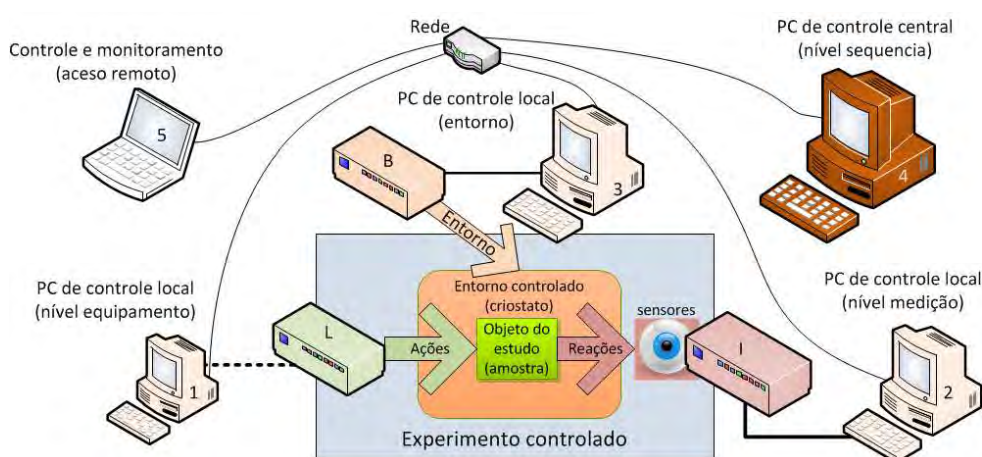 Rede
Controle e monitoramento
(aceso remoto)
5
PC de controle central
(nível sequencia)
4
PC de controle local
(entorno)
3
B
Entorno
PC de controle local
(nível equipamento)
1
L
Ações
Entorno controlado
(criostato)
Objeto do
estudo
(amostra)
Reações
sensores
I
PC de controle local
(nível medição)
2
Experimento controlado